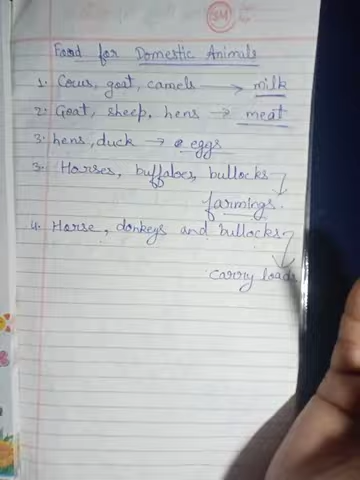 SM
Food for Domestic Animals
1. Cows, goat, camels → milk
2. Goat, sheep, hens → meat
3. hens, duck → eggs
3. Horses, buffaloes, bullocks
farmings.
4. Horse, donkeys and bullocks.
carry loads